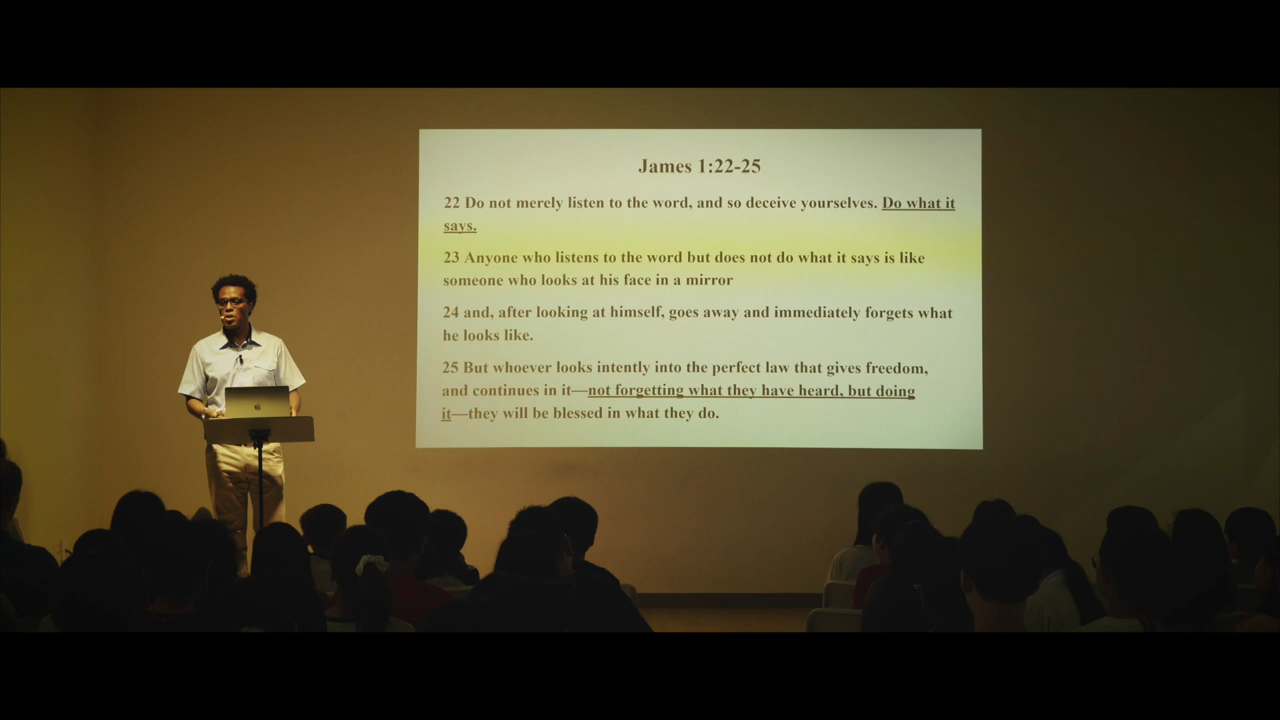 James 1:22-25
22 Do not merely listen to the word, and so deceive yourselves. Do what it
says.
23 Anyone who listens to the word but does not do what it says is like
someone who looks at his face in a mirror
24 and, after looking at himself, goes away and immediately forgets what
he looks like.
25 But whoever looks intently into the perfect law that gives freedom,
and continues in it—not forgetting what they have heard, but doing
it—they will be blessed in what they do.